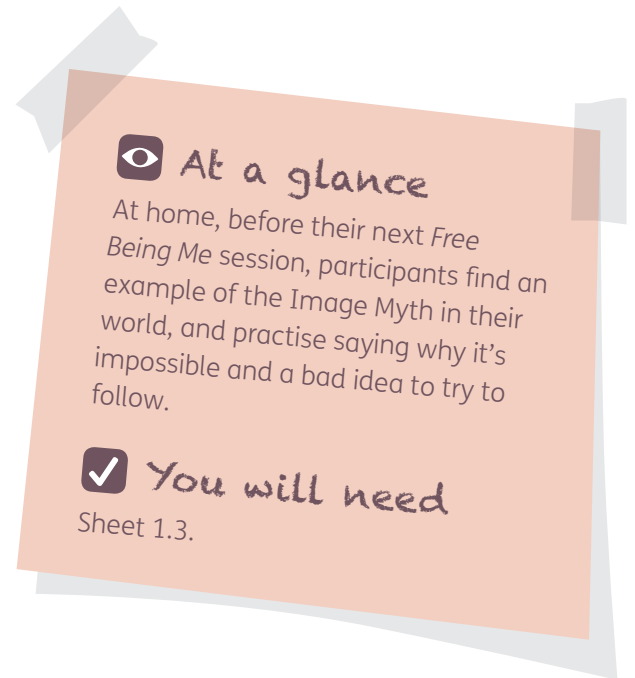 At a glance
At home, before their next Free
Being Me session, participants find an
example of the Image Myth in their
world, and practise saying why it's
impossible and a bad idea to try to
follow.
You will need
Sheet 1.3.